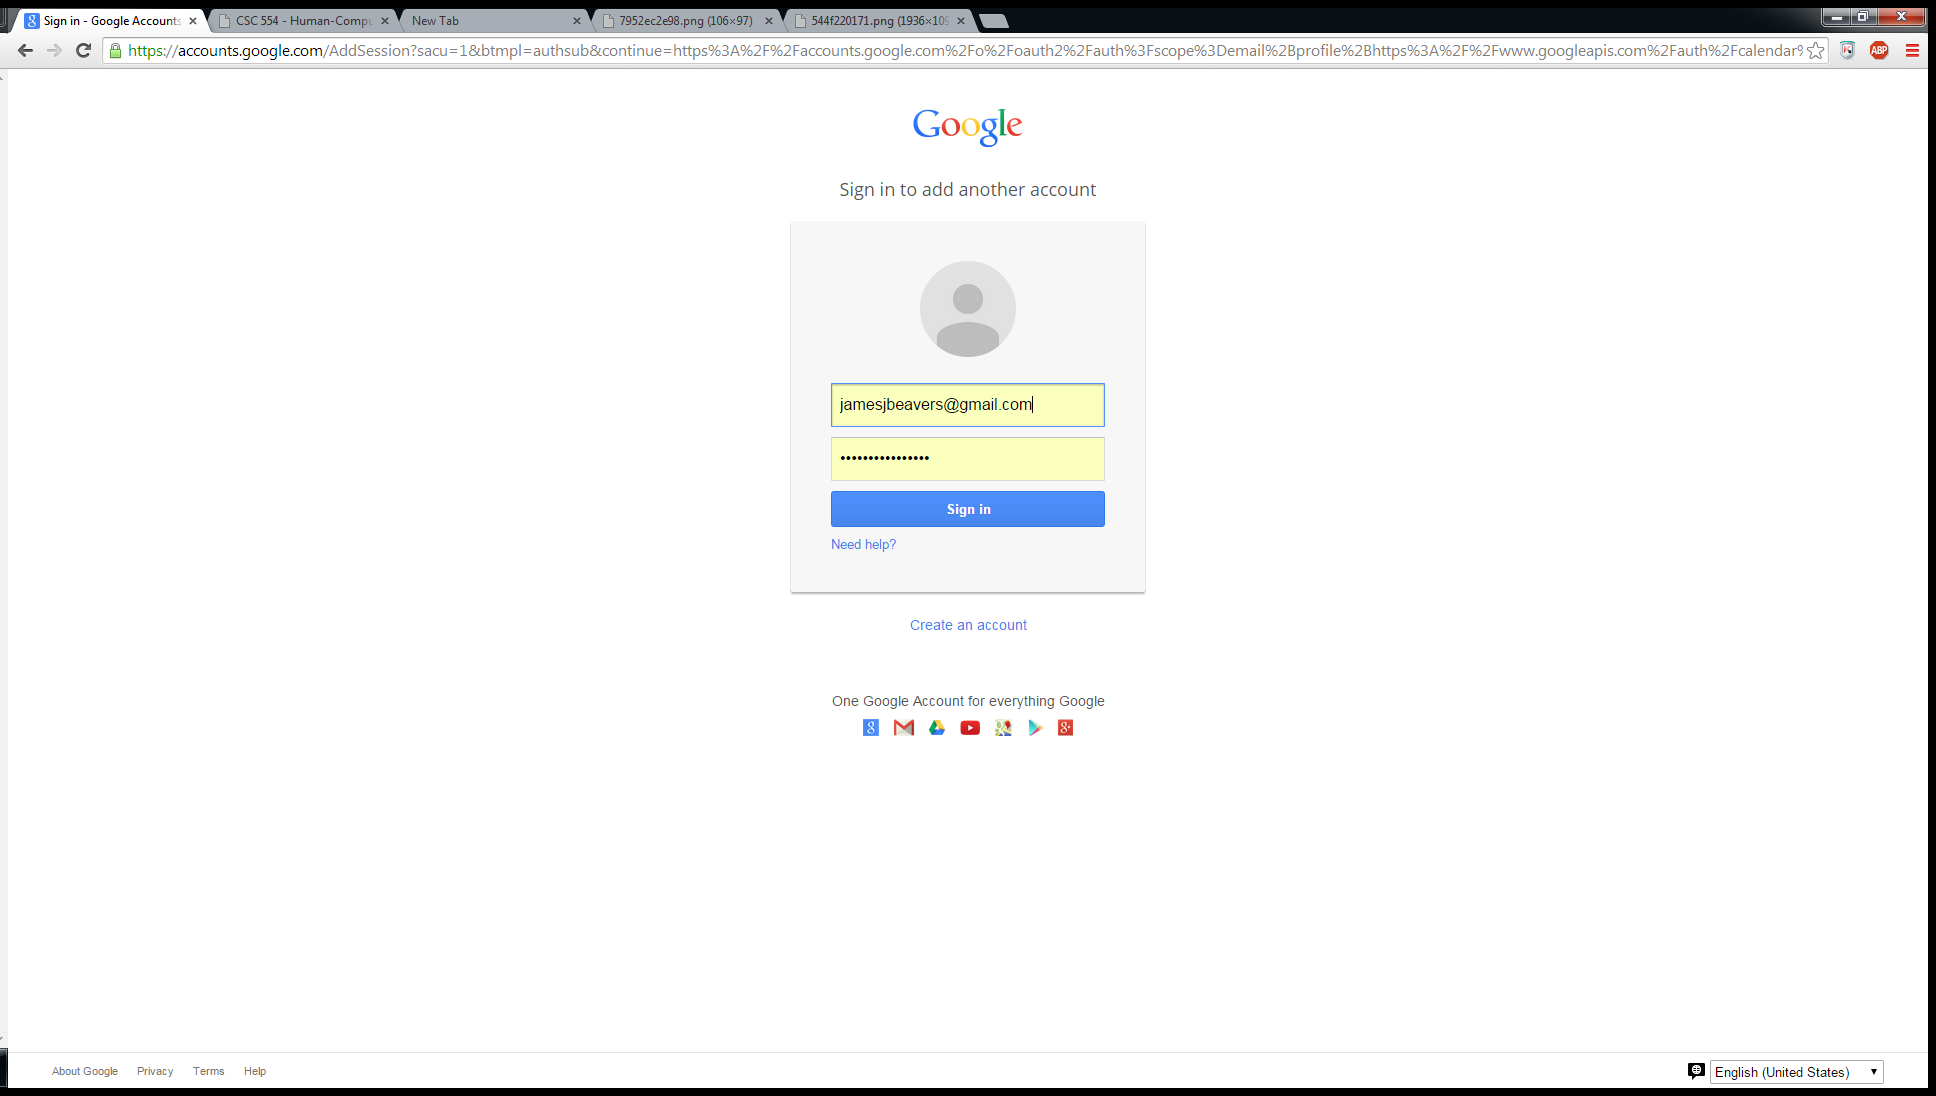 Sign in - Google Accounts
CSC 554 - Human-Compu
New Tab
7952ec2e98.png (106×97)
544f220171.png (1936×109
https://accounts.google.com/AddSession?sacu=1&btmpl=authsub&continue=https%3A%2F%2Faccounts.google.com%2Fo%2Foauth2%2Fauth%3Fscope%3Demail%2Bprofile%2Bhttps%3A%2F%2Fwww.googleapis.com%2Fauth%2Fcalendar%
ABP
Google
Sign in to add another account
jamesjbeavers@gmail.com
••••••••••••••••
Sign in
Need help?
Create an account
One Google Account for everything Google
About Google Privacy Terms Help
English (United States)